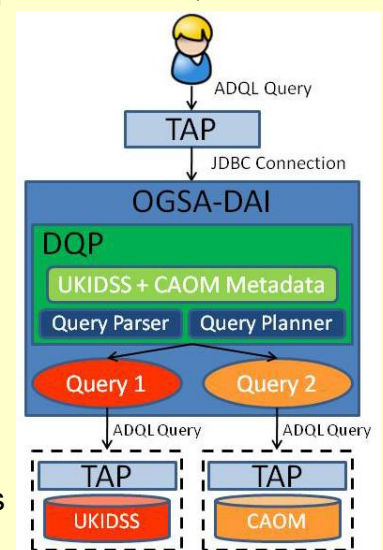 ADQL Query
TAP
JDBC Connection
OGSA-DAI
DQP
UKIDSS + CAOM Metadata
Query Parser Query Planner
Query 1 Query 2
ADQL Query ADQL Query
TAP TAP
s
UKIDSS CAOM